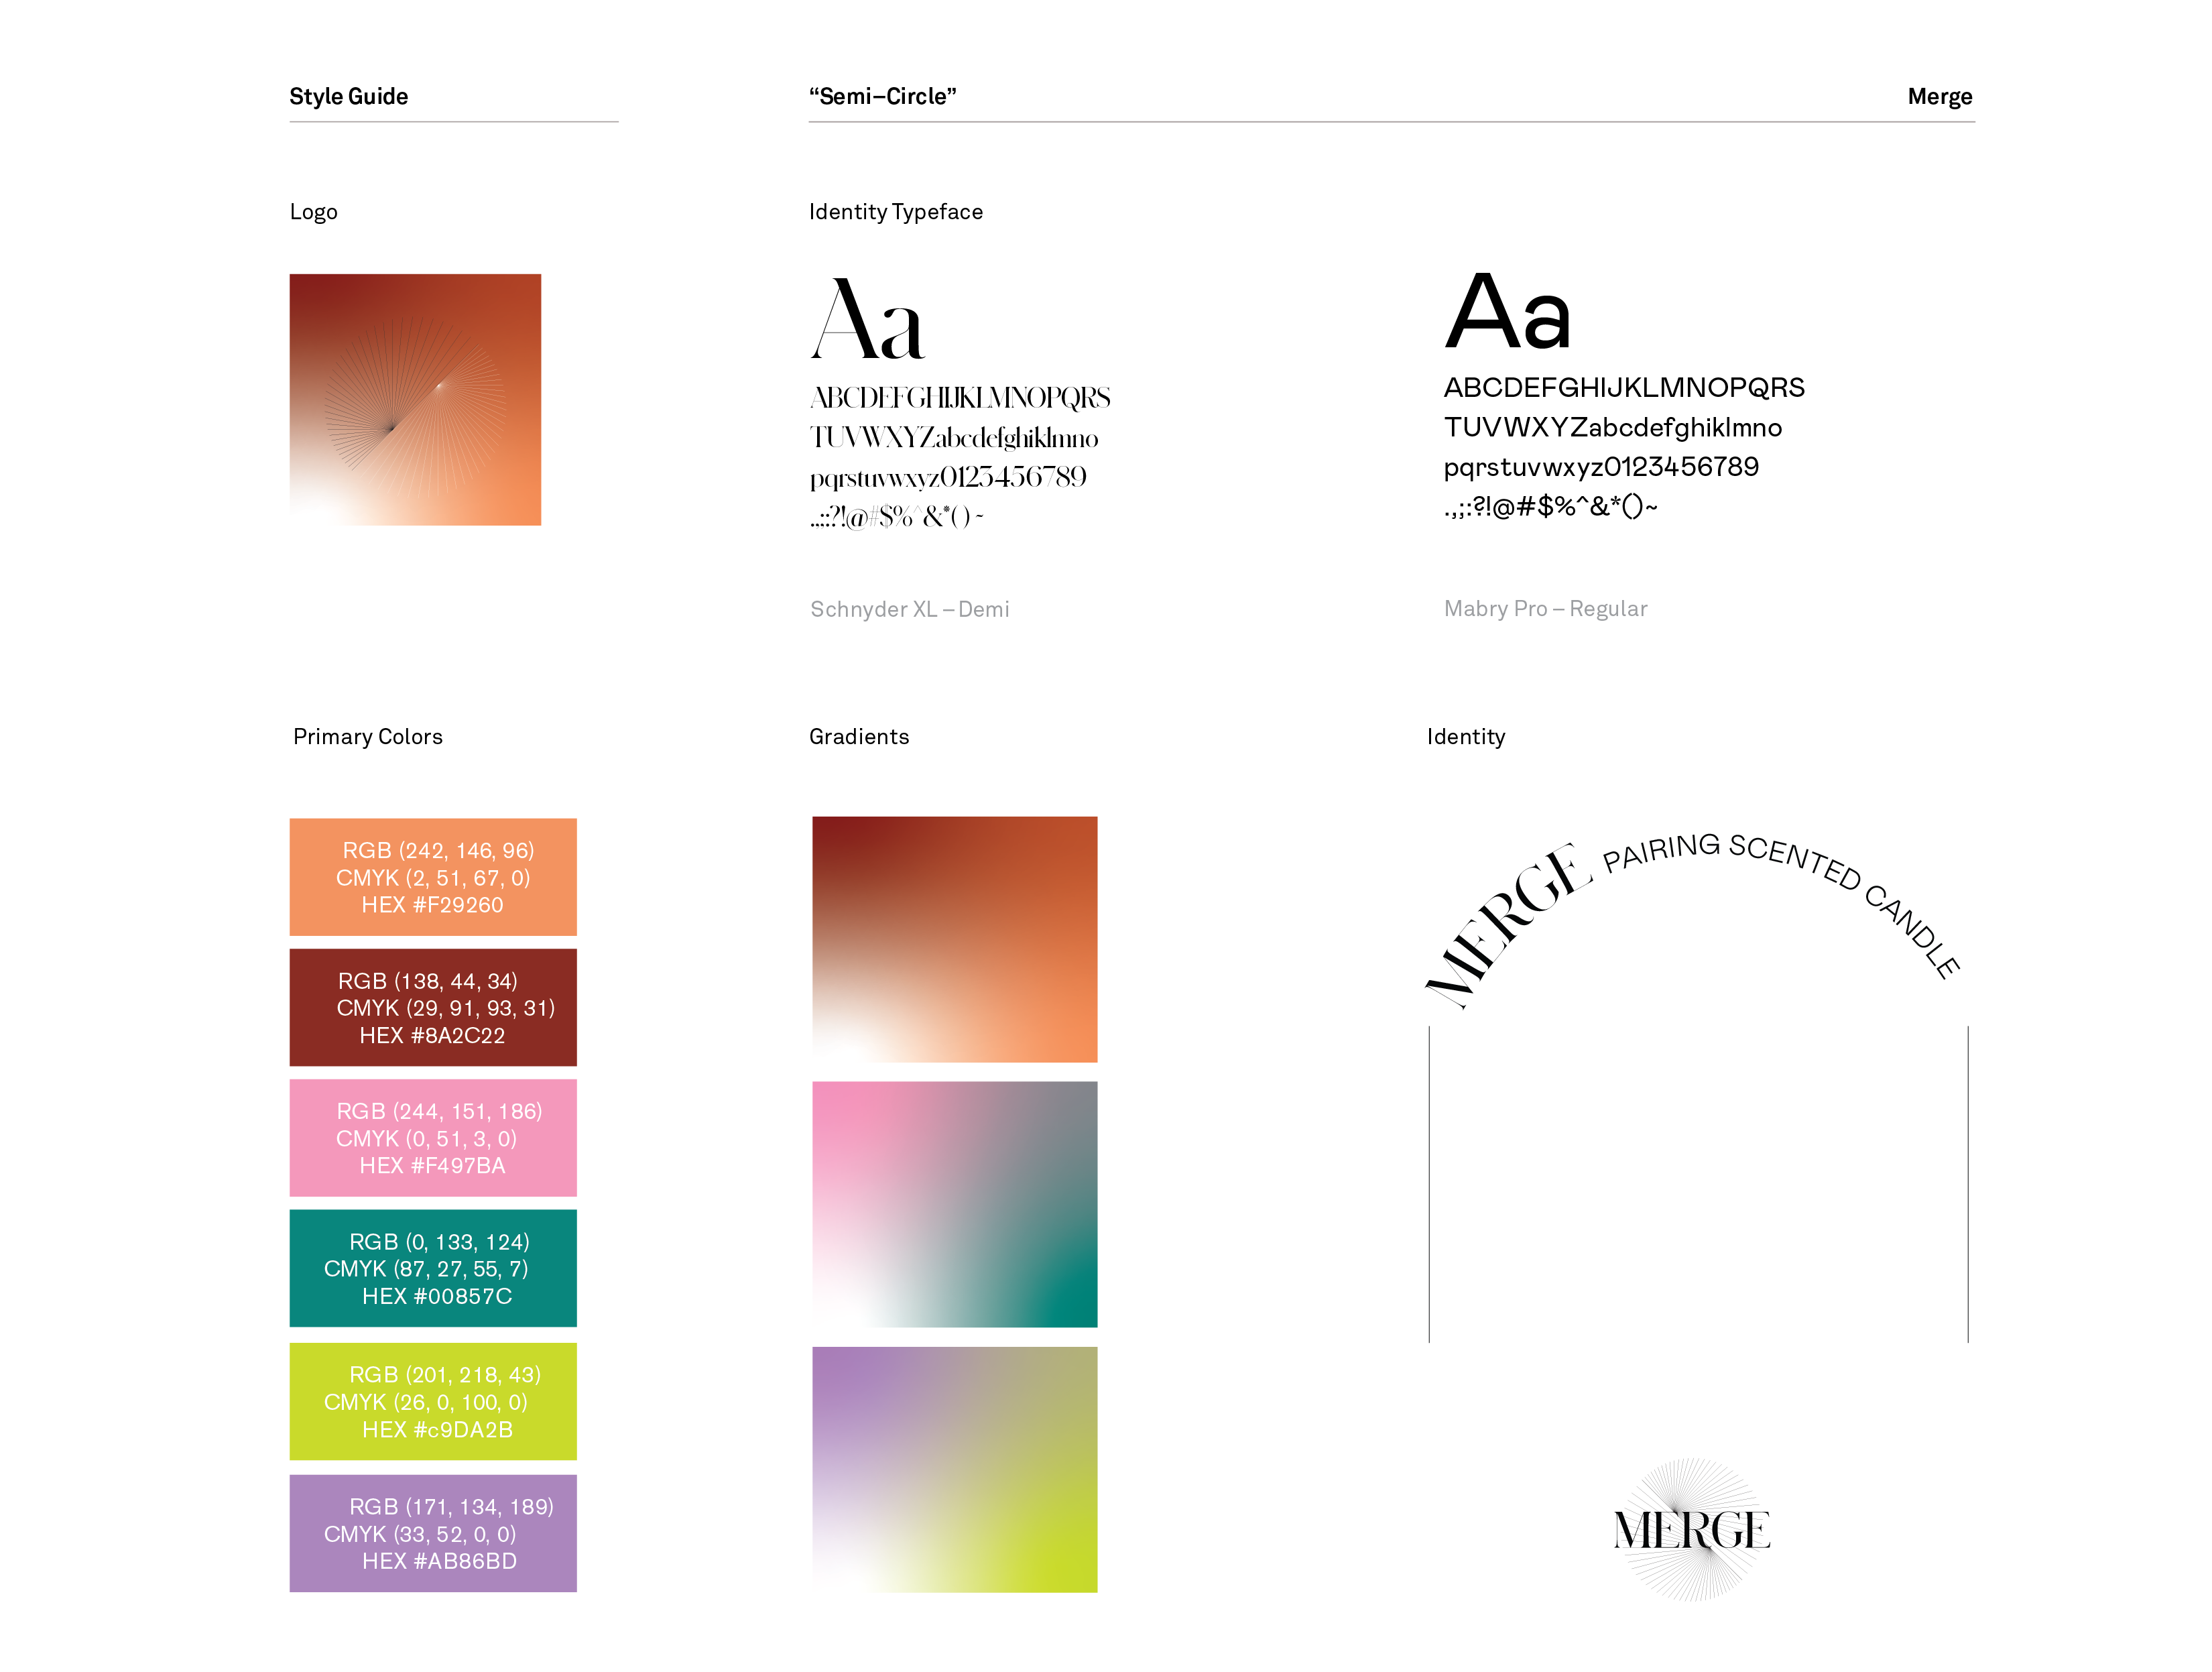 Style Guide
“Semi–Circle”
Merge
Logo
Identity Typeface
Aa
ABCDEFGHIJKLMNOPQRS
TUVWXYZabcdefghiklmno
pqrstuvwxyz0123456789
.,;:?!@#$%^&*()~
Schnyder XL – Demi
Aa
ABCDEFGHIJKLMNOPQRS
TUVWXYZabcdefghiklmno
pqrstuvwxyz0123456789
.,;:?!@#$%^&*()~
Mabry Pro – Regular
Primary Colors
RGB (242, 146, 96)
CMYK (2, 51, 67, 0)
HEX #F29260
RGB (138, 44, 34)
CMYK (29, 91, 93, 31)
HEX #8A2C22
RGB (244, 151, 186)
CMYK (0, 51, 3, 0)
HEX #F497BA
RGB (0, 133, 124)
CMYK (87, 27, 55, 7)
HEX #00857C
RGB (201, 218, 43)
CMYK (26, 0, 100, 0)
HEX #c9DA2B
RGB (171, 134, 189)
CMYK (33, 52, 0, 0)
HEX #AB86BD
Gradients
Identity
MERGE PAIRING SCENTED CANDLE
MERGE